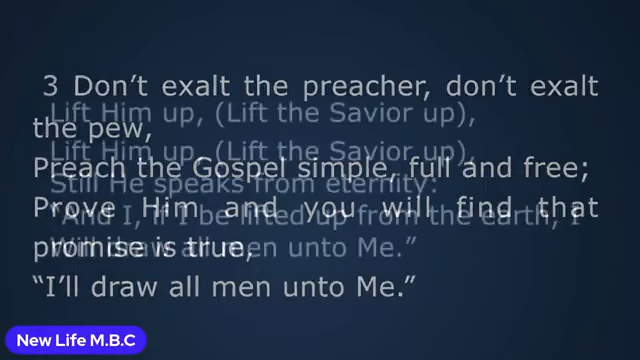 3 Don’t exalt the preacher, don’t exalt
the pew,
Preach the Gospel simple, full and free;
Prove Him and you will find that
promise is true,
“I’ll draw all men unto Me.”
Lift Him up, (Lift the Savior up),
Lift Him up, (Lift the Savior up),
Still He speaks from eternity:
“And I, if I be lifted up from the earth, I
Will draw all men unto Me.”
New Life M.B.C